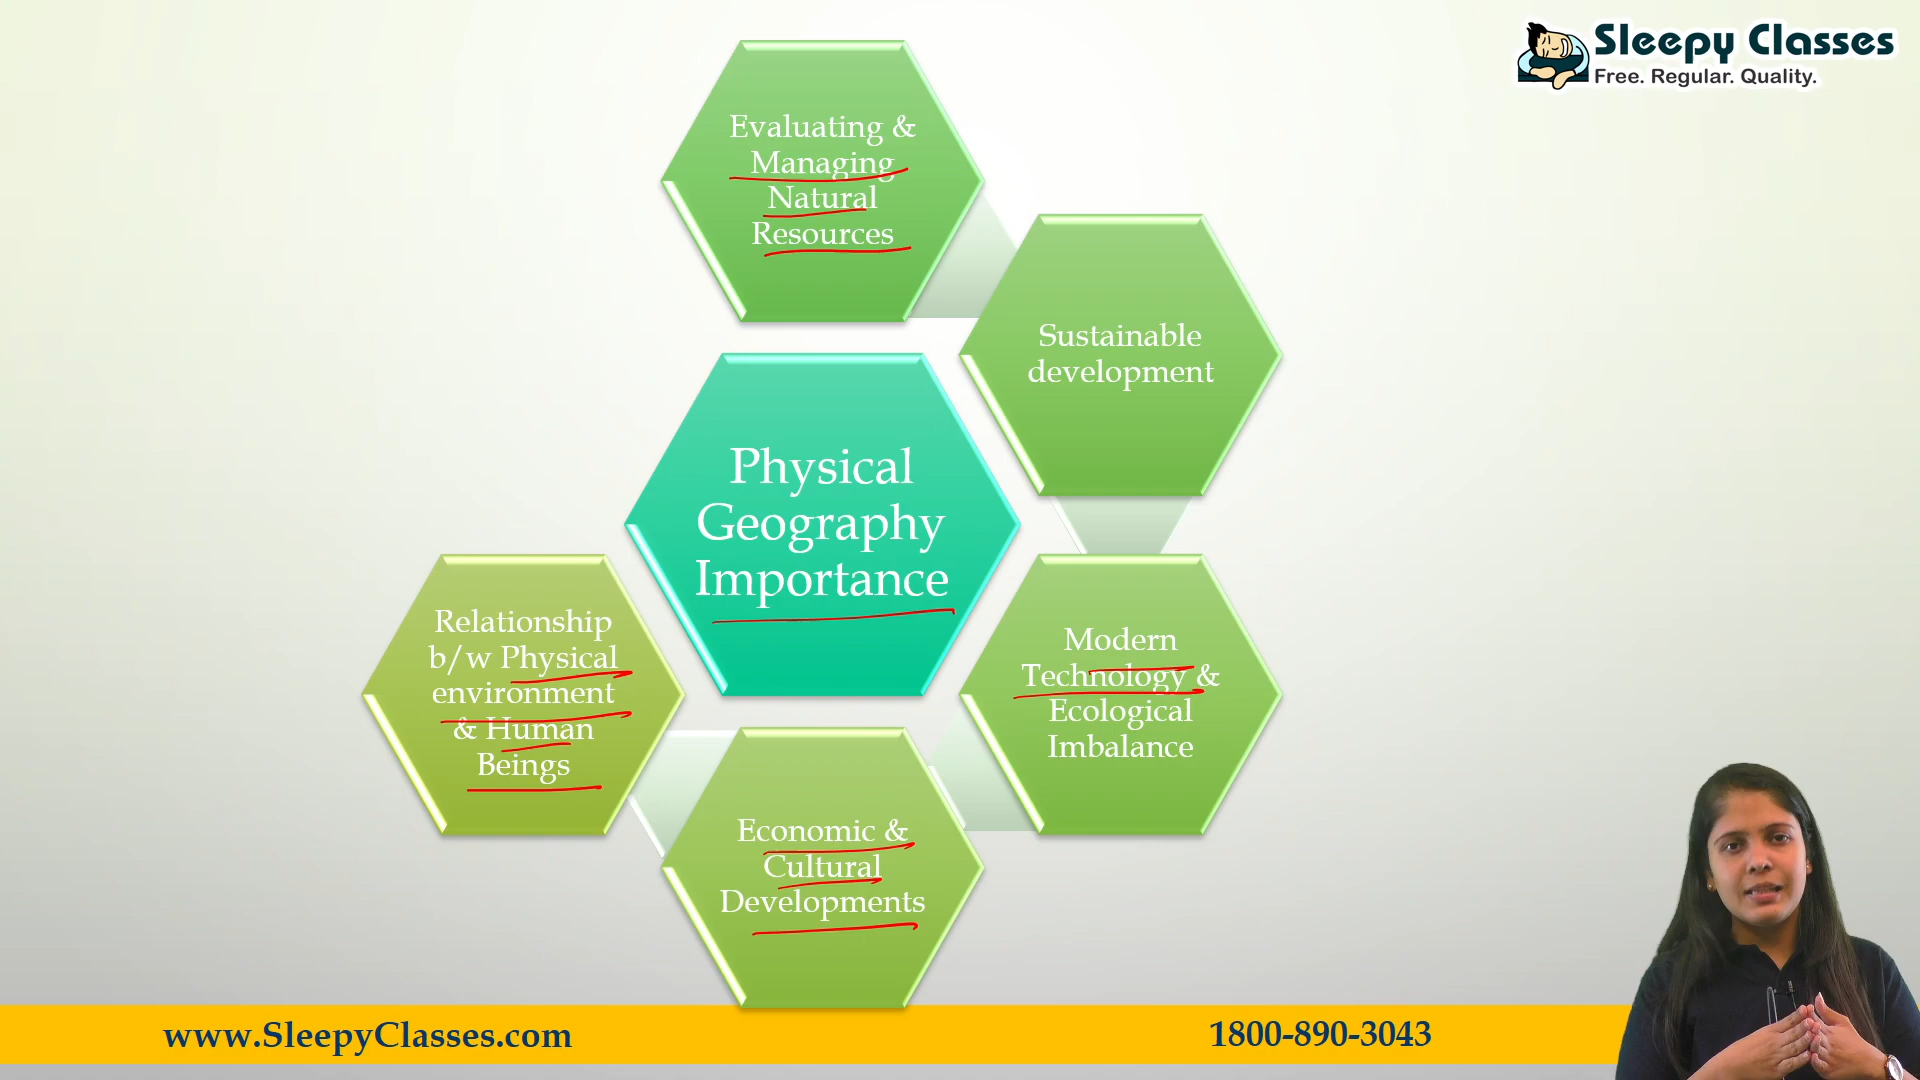 Sleepy Classes
Free. Regular. Quality.
Evaluating &
Managing
Natural
Resources
Sustainable
development
Physical
Geography
Importance
Modern
Technology &
Ecological
Imbalance
Relationship
b/w Physical
environment
& Human
Beings
Economic &
Cultural
Developments
www.SleepyClasses.com
1800-890-3043